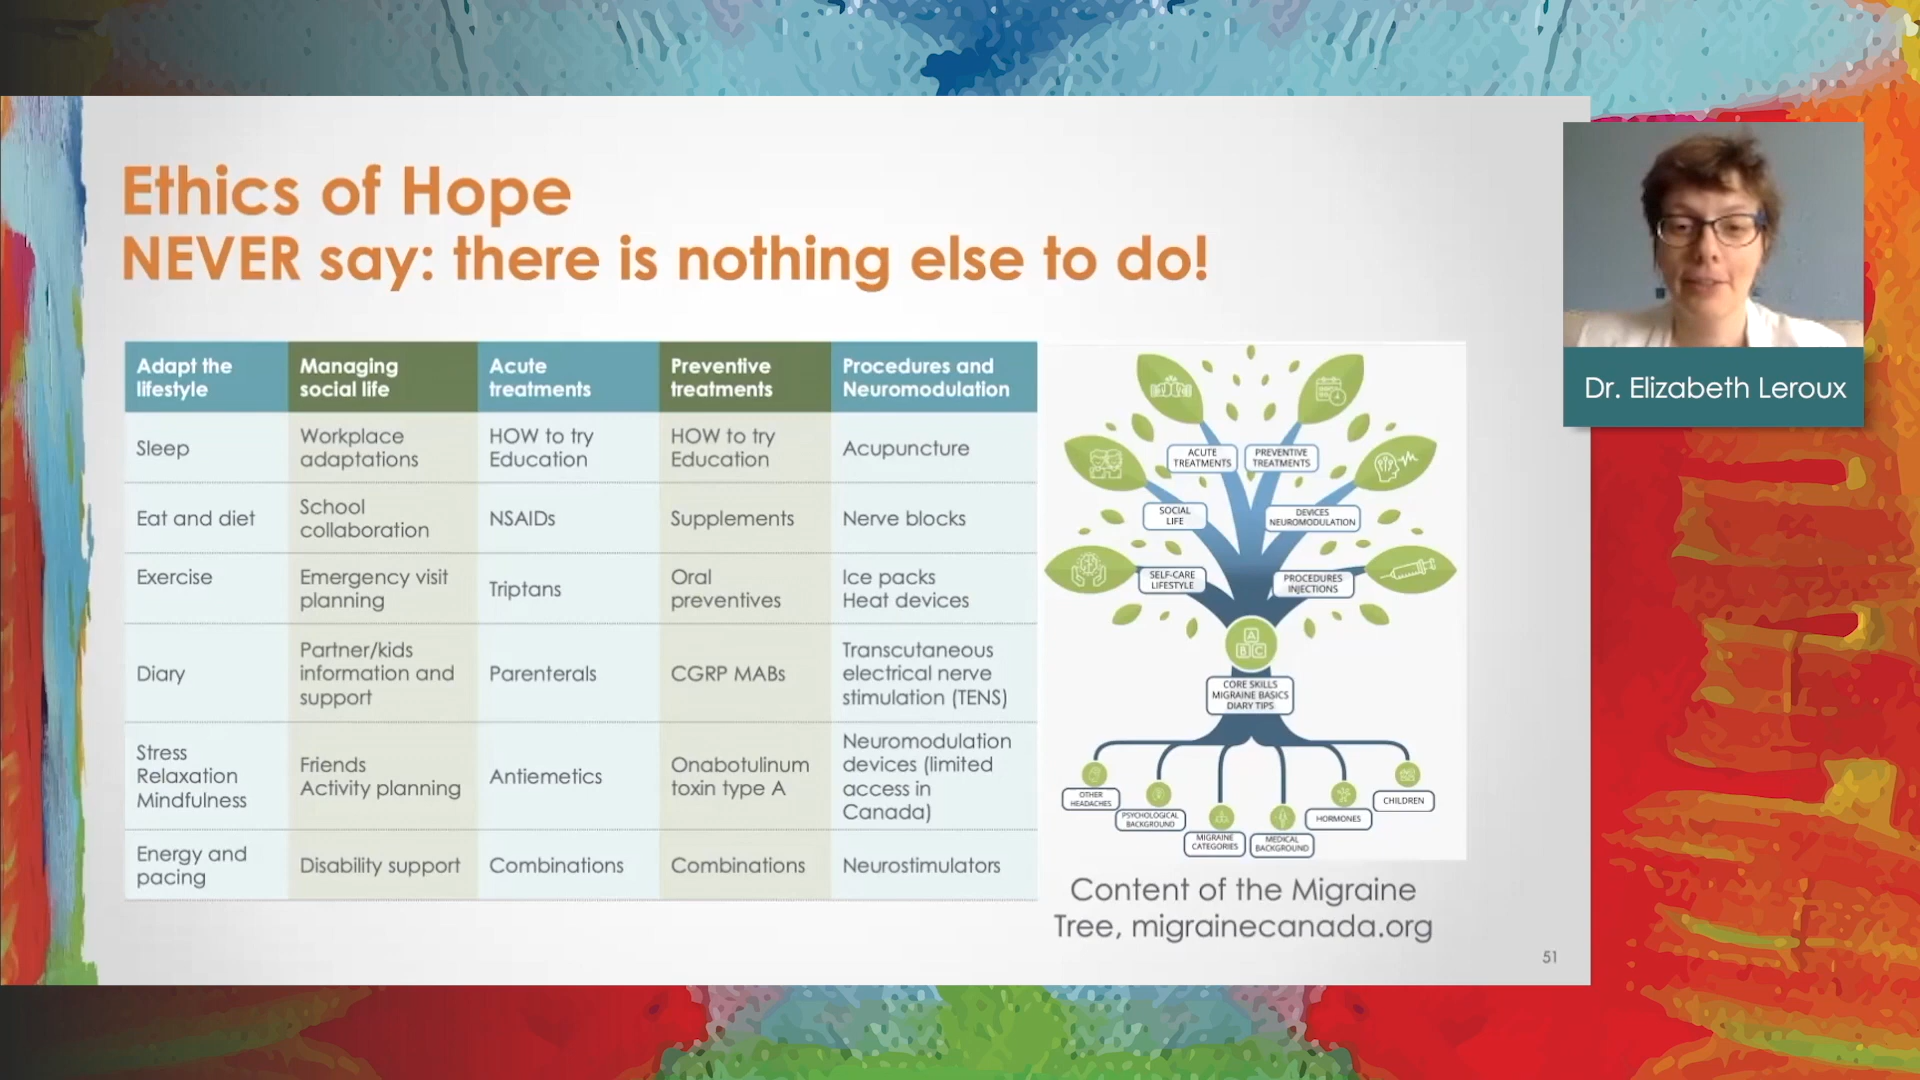 Ethics of Hope
NEVER say: there is nothing else to do!
Dr. Elizabeth Leroux
Adapt the
lifestyle
Managing
social life
Acute
treatments
Preventive
treatments
Procedures and
Neuromodulation
Sleep
Workplace
adaptations
HOW to try
Education
HOW to try
Education
Acupuncture
Eat and diet
School
collaboration
NSAIDs
Supplements
Nerve blocks
Exercise
Emergency visit
planning
Triptans
Oral
preventives
Ice packs
Heat devices
Diary
Partner/kids
information and
support
Parenterals
CGRP MABs
Transcutaneous
electrical nerve
stimulation (TENS)
Stress
Relaxation
Mindfulness
Friends
Activity planning
Antiemetics
Onabotulinum
toxin type A
Neuromodulation
devices (limited
access in
Canada)
Energy and
pacing
Disability support
Combinations
Combinations
Neurostimulators
ACUTE
TREATMENTS
PREVENTIVE
TREATMENTS
SOCIAL
LIFE
DEVICES
NEUROMODULATION
SELF-CARE
LIFESTYLE
PROCEDURES
INJECTIONS
A
B C
CORE SKILLS
MIGRAINE BASICS
DIARY TIPS
OTHER
HEADACHES
PSYCHOLOGICAL
BACKGROUND
MIGRAINE
CATEGORIES
MEDICAL
BACKGROUND
HORMONES
CHILDREN
Content of the Migraine
Tree, migrainecanada.org
51